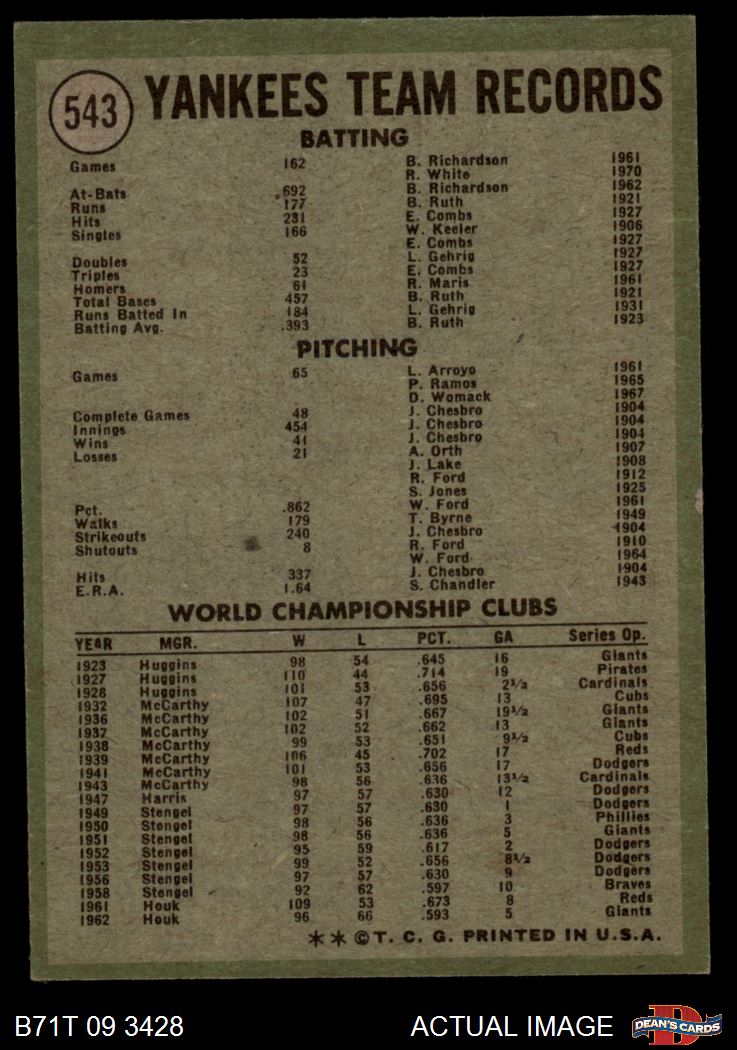 543 YANKEES TEAM RECORDS
BATTING
Games 162 B. Richardson 1961
R. White 1970
At-Bats 692 B. Richardson 1962
Runs 177 B. Ruth 1921
Hits 231 E. Combs 1927
Singles 166 W. Keeler 1906
E. Combs 1927
Doubles 52 L. Gehrig 1927
Triples 23 E. Combs 1927
Homers 61 R. Maris 1961
Total Bases 457 B. Ruth 1921
Runs Batted In 184 L. Gehrig 1931
Batting Avg. .393 B. Ruth 1923
PITCHING
Games 65 L. Arroyo 1961
P. Ramos 1965
D. Womack 1967
Complete Games 48 J. Chesbro 1904
Innings 454 J. Chesbro 1904
Wins 41 J. Chesbro 1904
Losses 21 A. Orth 1907
J. Lake 1908
R. Ford 1912
S. Jones 1925
Pct. .862 W. Ford 1961
Walks 179 T. Byrne 1949
Strikeouts 240 J. Chesbro 1904
Shutouts 8 R. Ford 1910
W. Ford 1964
Hits 337 J. Chesbro 1904
E.R.A. 1.64 S. Chandler 1943
WORLD CHAMPIONSHIP CLUBS
YEAR MGR. W L PCT. GA Series Op.
1923 Huggins 98 54 .645 16 Giants
1927 Huggins 110 44 .714 19 Pirates
1928 Huggins 101 53 .656 2½ Cardinals
1932 McCarthy 107 47 .695 13 Cubs
1936 McCarthy 102 51 .667 19½ Giants
1937 McCarthy 102 52 .662 13 Giants
1938 McCarthy 99 53 .651 9½ Cubs
1939 McCarthy 106 45 .702 17 Reds
1941 McCarthy 101 53 .656 17 Dodgers
1943 McCarthy 98 56 .636 13½ Cardinals
1947 Harris 97 57 .630 12 Dodgers
1949 Stengel 97 57 .630 1 Dodgers
1950 Stengel 98 56 .636 3 Phillies
1951 Stengel 98 56 .636 5 Giants
1952 Stengel 95 59 .617 2 Dodgers
1953 Stengel 99 52 .656 8½ Dodgers
1956 Stengel 97 57 .630 9 Dodgers
1958 Stengel 92 62 .597 10 Braves
1961 Houk 109 53 .673 8 Reds
1962 Houk 96 66 .593 5 Giants
** © T. C. G. PRINTED IN U.S.A.
B71T 09 3428 ACTUAL IMAGE D DEAN'S CARDS